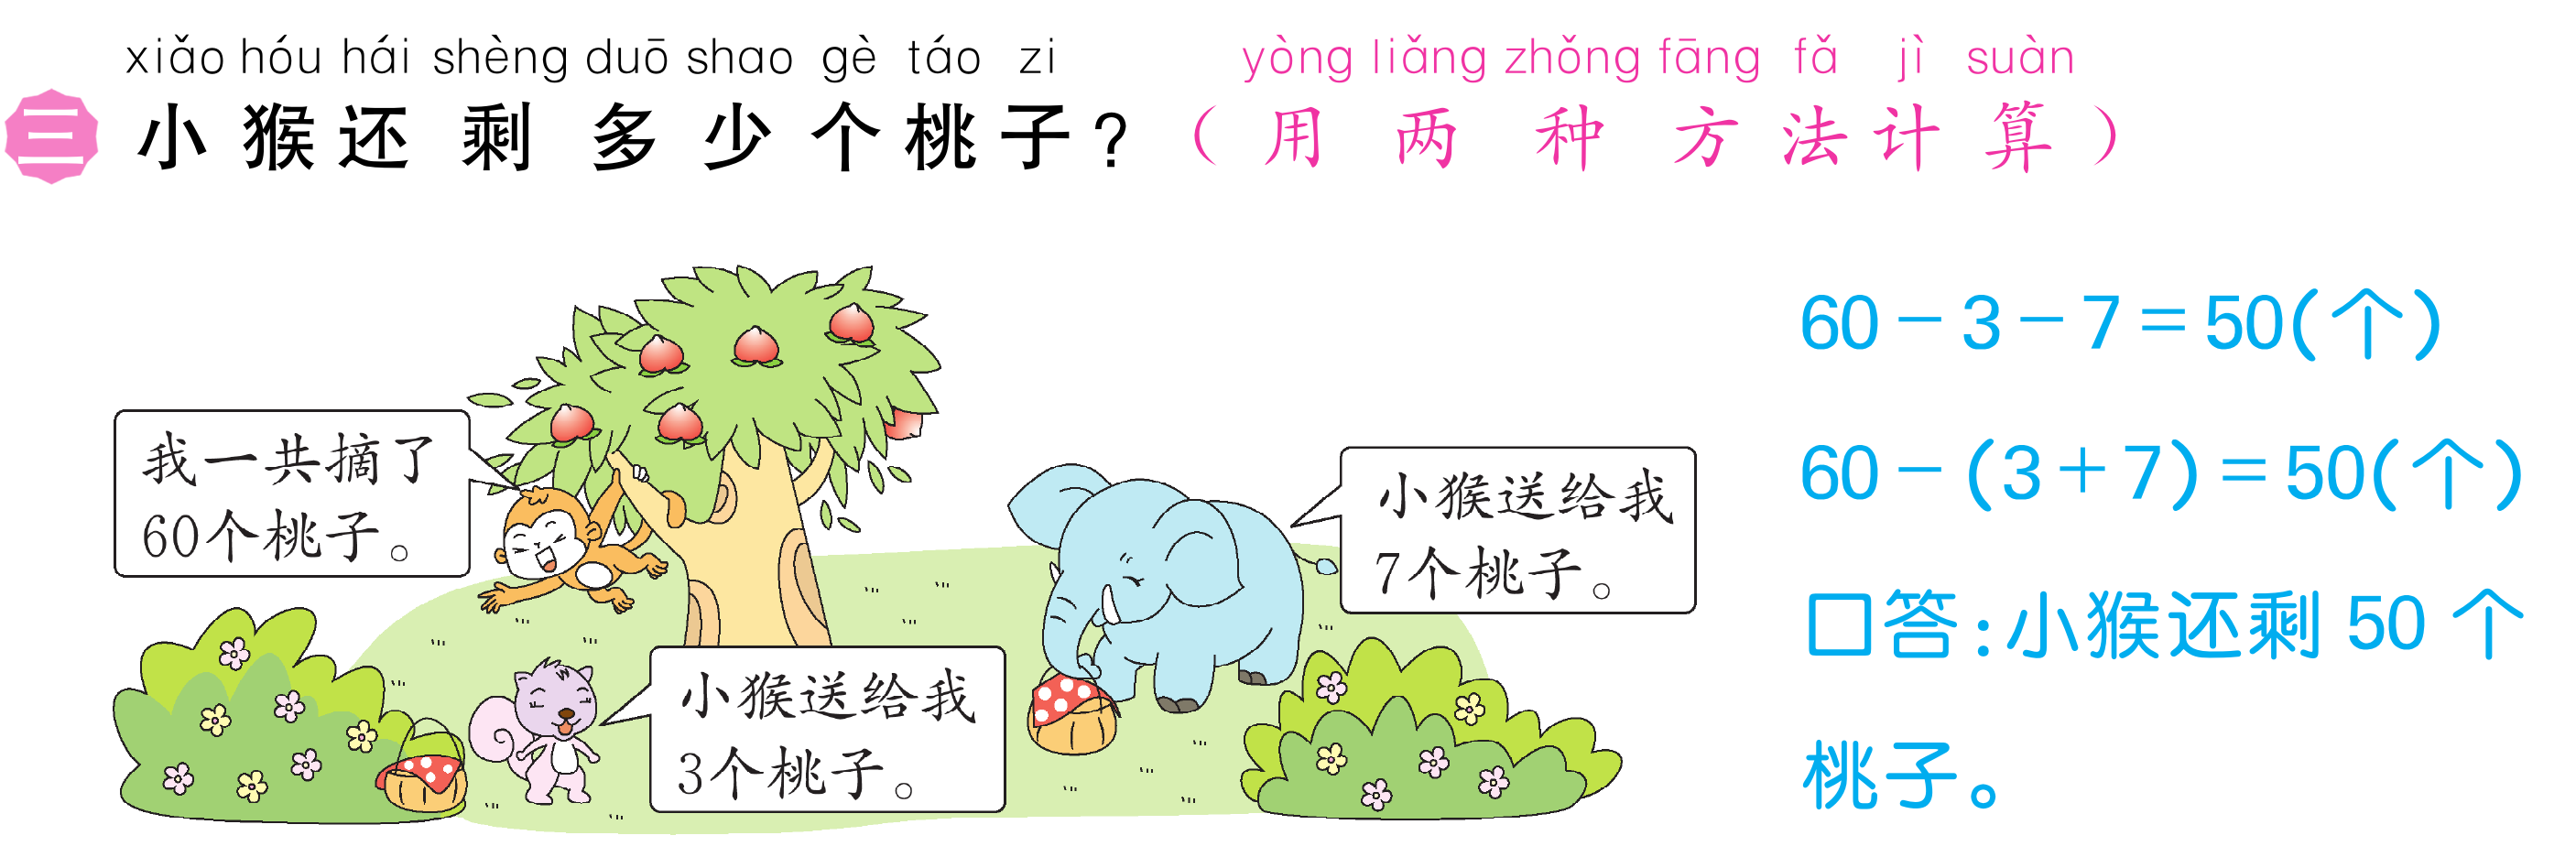 xiǎo hóu hái shèng duō shao gè táo zi yòng liǎng zhǒng fāng fǎ jì suàn
三 小猴还剩多少个桃子?(用两种方法计算)
60-3-7=50(个)
60-(3+7)=50(个)
口答:小猴还剩 50 个
桃子。
我一共摘了
60个桃子。
小猴送给我
7个桃子。
小猴送给我
3个桃子。